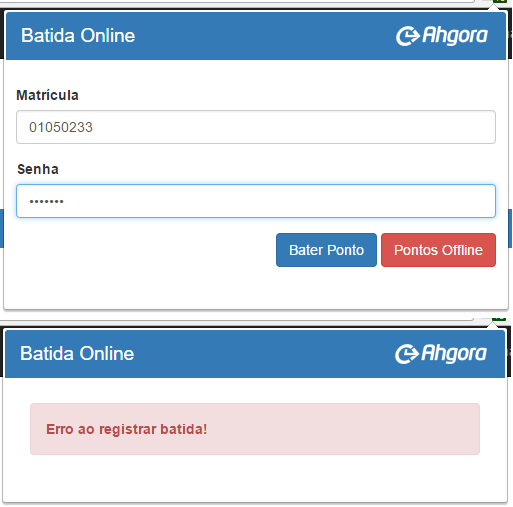 Batida Online
Ahgora
Matrícula
01050233
Senha
•••••••
Bater Ponto
Pontos Offline
Batida Online
Ahgora
Erro ao registrar batida!